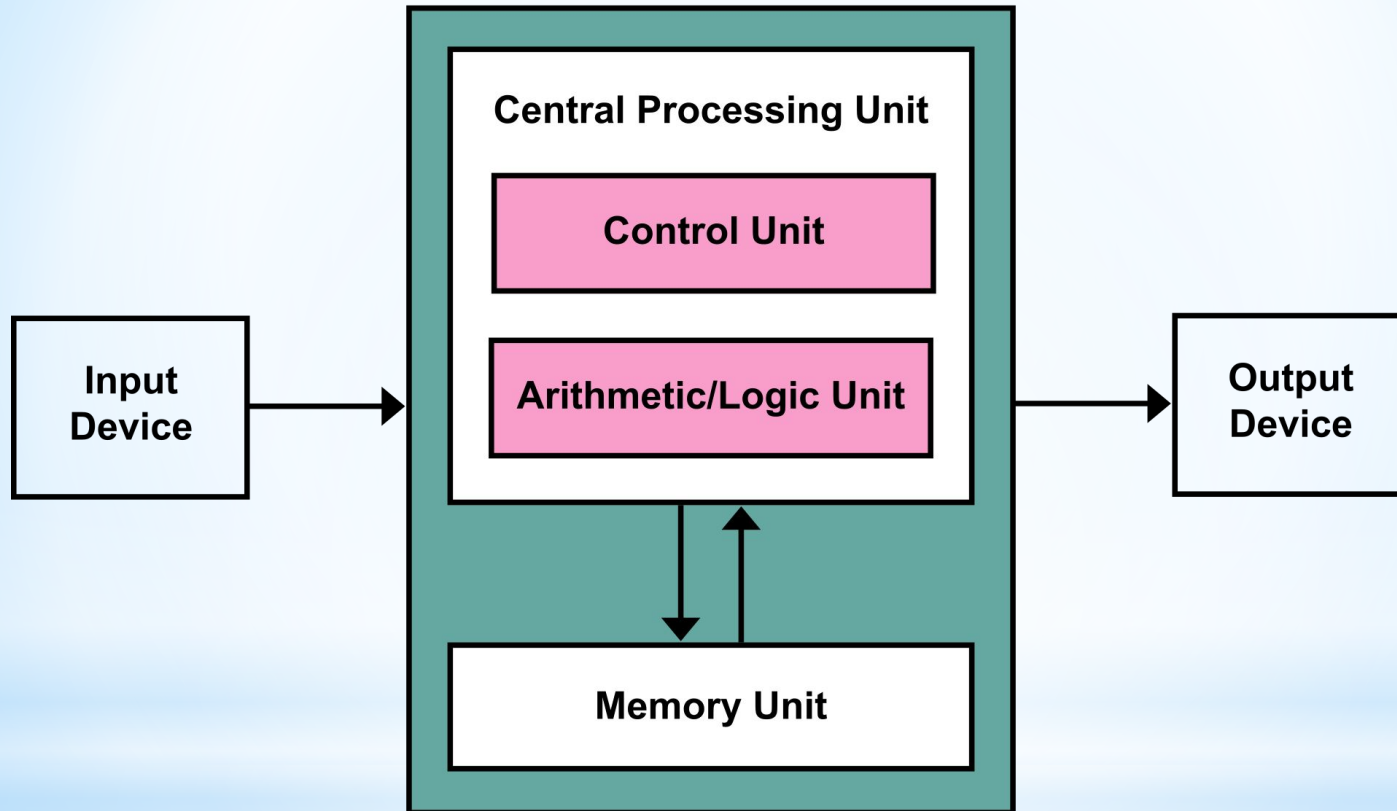 Central Processing Unit
Control Unit
Arithmetic/Logic Unit
Input
Device
Output
Device
Memory Unit